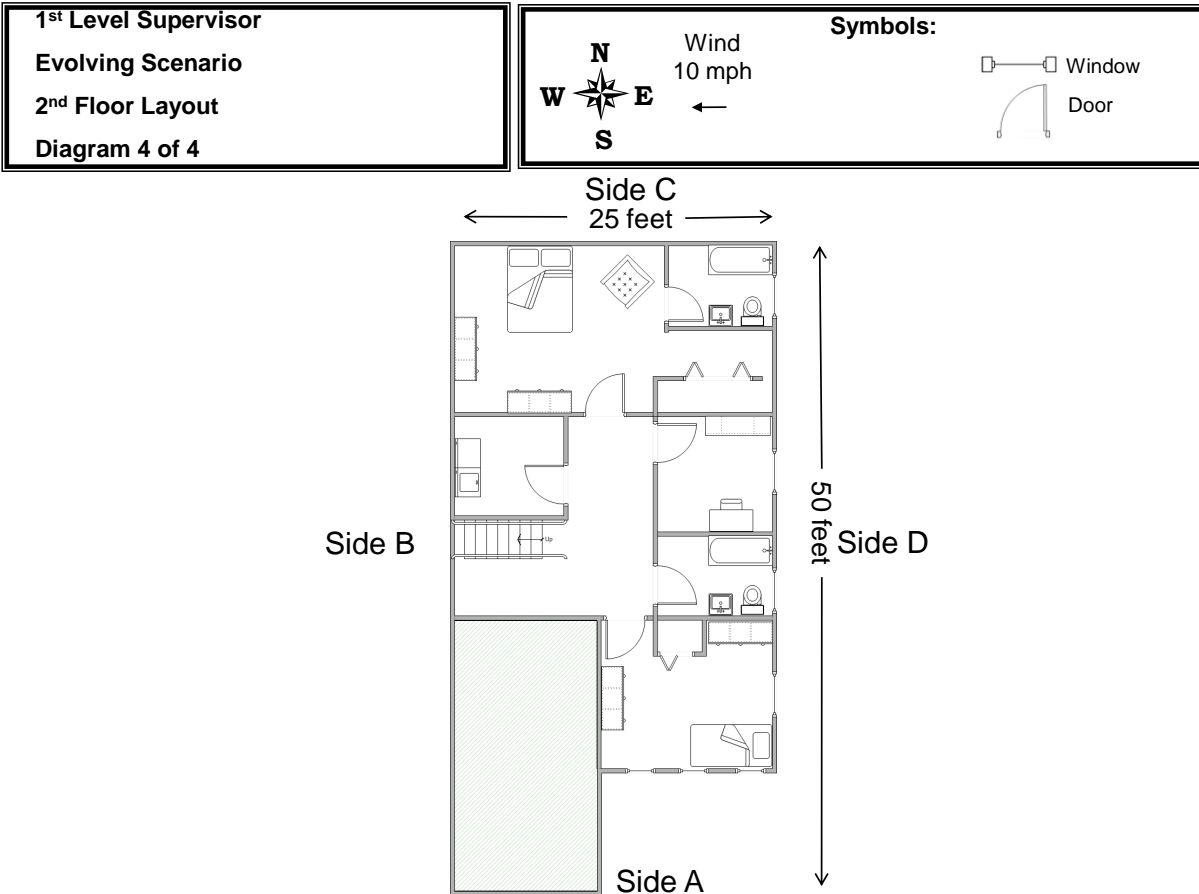 1st Level Supervisor
Evolving Scenario
2nd Floor Layout
Diagram 4 of 4
N
W E
S
Wind
10 mph
Symbols:
Window
Door
Side C
25 feet
Side B
Up
50 feet
Side D
Side A